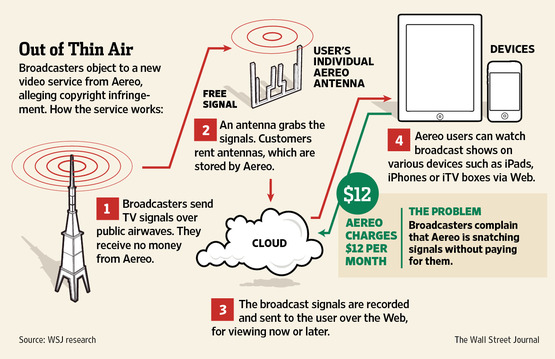 Out of Thin Air
Broadcasters object to a new
video service from Aereo,
alleging copyright infringe-
ment. How the service works:
FREE
SIGNAL
USER'S
INDIVIDUAL
AEREO
ANTENNA
DEVICES
1 Broadcasters send
TV signals over
public airwaves. They
receive no money
from Aereo.
2 An antenna grabs the
signals. Customers
rent antennas, which are
stored by Aereo.
CLOUD
3 The broadcast signals are recorded
and sent to the user over the Web,
for viewing now or later.
4 Aereo users can watch
broadcast shows on
various devices such as iPads,
iPhones or iTV boxes via Web.
$12
AEREO
CHARGES
$12 PER
MONTH
THE PROBLEM
Broadcasters complain
that Aereo is snatching
signals without paying
for them.
Source: WSJ research
The Wall Street Journal